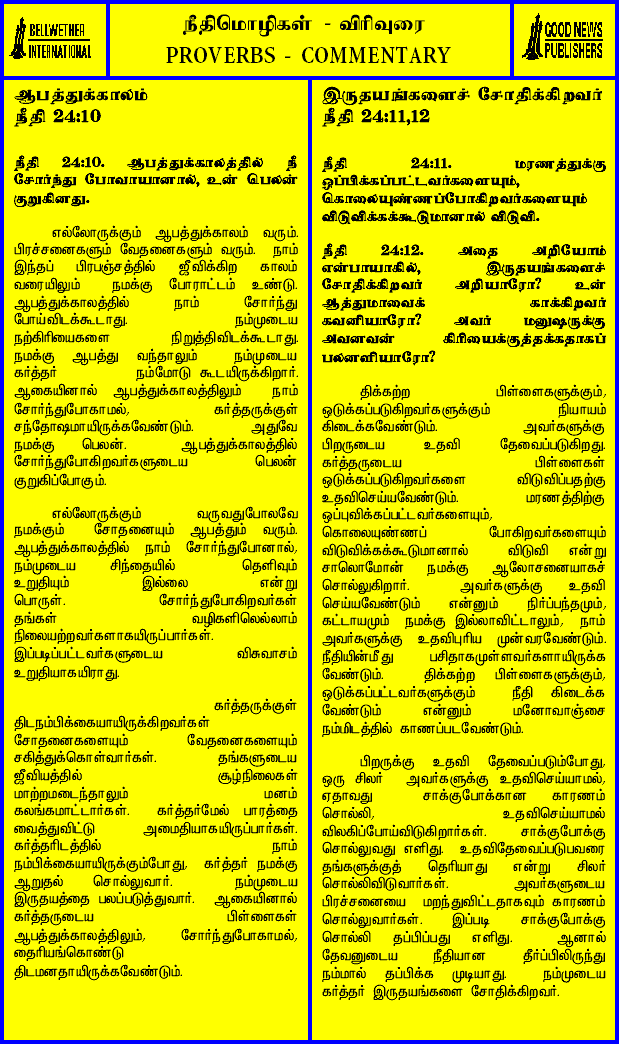 BELLWETHER
INTERNATIONAL
நீதிமொழிகள் - விரிவுரை
PROVERBS - COMMENTARY
GOOD NEWS
PUBLISHERS
ஆபத்துக்காலம்
நீதி 24:10
நீதி 24:10. ஆபத்துக்காலத்தில் நீ
சோர்ந்து போவாயானால், உன் பெலன்
குறுகினது.
எல்லோருக்கும் ஆபத்துக்காலம் வரும்.
பிரச்சனைகளும் வேதனைகளும் வரும். நாம்
இந்தப் பிரபஞ்சத்தில் ஜீவிக்கிற காலம்
வரையிலும் நமக்கு போராட்டம் உண்டு.
ஆபத்துக்காலத்தில் நாம் சோர்ந்து
போய்விடக்கூடாது. நம்முடைய
நற்கிரியைகளை நிறுத்திவிடக்கூடாது.
நமக்கு ஆபத்து வந்தாலும் நம்முடைய
கர்த்தர் நம்மோடு கூடயிருக்கிறார்.
ஆகையினால் ஆபத்துக்காலத்திலும் நாம்
சோர்ந்துபோகாமல், கர்த்தருக்குள்
சந்தோஷமாயிருக்கவேண்டும். அதுவே
நமக்கு பெலன். ஆபத்துக்காலத்தில்
சோர்ந்துபோகிறவர்களுடைய பெலன்
குறுகிப்போகும்.
எல்லோருக்கும் வருவதுபோலவே
நமக்கும் சோதனையும் ஆபத்தும் வரும்.
ஆபத்துக்காலத்தில் நாம் சோர்ந்துபோனால்,
நம்முடைய சிந்தையில் தெளிவும்
உறுதியும் இல்லை என்று
பொருள். சோர்ந்துபோகிறவர்கள்
தங்கள் வழிகளிலெல்லாம்
நிலையற்றவர்களாகயிருப்பார்கள்.
இப்படிப்பட்டவர்களுடைய விசுவாசம்
உறுதியாகயிராது.
கர்த்தருக்குள்
திடநம்பிக்கையாயிருக்கிறவர்கள்
சோதனைகளையும் வேதனைகளையும்
சகித்துக்கொள்வார்கள். தங்களுடைய
ஜீவியத்தில் சூழ்நிலைகள்
மாற்றமடைந்தாலும் மனம்
கலங்கமாட்டார்கள். கர்த்தர்மேல் பாரத்தை
வைத்துவிட்டு அமைதியாகயிருப்பார்கள்.
கர்த்தரிடத்தில் நாம்
நம்பிக்கையாயிருக்கும்போது, கர்த்தர் நமக்கு
ஆறுதல் சொல்லுவார். நம்முடைய
இருதயத்தை பலப்படுத்துவார். ஆகையினால்
கர்த்தருடைய பிள்ளைகள்
ஆபத்துக்காலத்திலும், சோர்ந்துபோகாமல்,
தைரியங்கொண்டு
திடமனதாயிருக்கவேண்டும்.
இருதயங்களைச் சோதிக்கிறவர்
நீதி 24:11,12
நீதி 24:11. மரணத்துக்கு
ஒப்பிக்கப்பட்டவர்களையும்,
கொலையுண்ணப்போகிறவர்களையும்
விடுவிக்கக்கூடுமானால் விடுவி.
நீதி 24:12. அதை அறியோம்
என்பாயாகில், இருதயங்களைச்
சோதிக்கிறவர் அறியாரோ? உன்
ஆத்துமாவைக் காக்கிறவர்
கவனியாரோ? அவர் மனுஷருக்கு
அவனவன் கிரியைக்குத்தக்கதாகப்
பலனளியாரோ?
திக்கற்ற பிள்ளைகளுக்கும்,
ஒடுக்கப்படுகிறவர்களுக்கும் நியாயம்
கிடைக்கவேண்டும். அவர்களுக்கு
பிறருடைய உதவி தேவைப்படுகிறது.
கர்த்தருடைய பிள்ளைகள்
ஒடுக்கப்படுகிறவர்களை விடுவிப்பதற்கு
உதவிசெய்யவேண்டும். மரணத்திற்கு
ஒப்புவிக்கப்பட்டவர்களையும்,
கொலையுண்ணப் போகிறவர்களையும்
விடுவிக்கக்கூடுமானால் விடுவி என்று
சாலொமோன் நமக்கு ஆலோசனையாகச்
சொல்லுகிறார். அவர்களுக்கு உதவி
செய்யவேண்டும் என்னும் நிர்ப்பந்தமும்,
கட்டாயமும் நமக்கு இல்லாவிட்டாலும், நாம்
அவர்களுக்கு உதவிபுரிய முன்வரவேண்டும்.
நீதியின்மீது பசிதாகமுள்ளவர்களாயிருக்க
வேண்டும். திக்கற்ற பிள்ளைகளுக்கும்,
ஒடுக்கப்பட்டவர்களுக்கும் நீதி கிடைக்க
வேண்டும் என்னும் மனோவாஞ்சை
நம்மிடத்தில் காணப்படவேண்டும்.
பிறருக்கு உதவி தேவைப்படும்போது,
ஒரு சிலர் அவர்களுக்கு உதவிசெய்யாமல்,
ஏதாவது சாக்குபோக்கான காரணம்
சொல்லி, உதவிசெய்யாமல்
விலகிப்போய்விடுகிறார்கள். சாக்குபோக்கு
சொல்லுவது எளிது. உதவிதேவைப்படுபவரை
தங்களுக்குத் தெரியாது என்று சிலர்
சொல்லிவிடுவார்கள். அவர்களுடைய
பிரச்சனையை மறந்துவிட்டதாகவும் காரணம்
சொல்லுவார்கள். இப்படி சாக்குபோக்கு
சொல்லி தப்பிப்பது எளிது. ஆனால்
தேவனுடைய நீதியான தீர்ப்பிலிருந்து
நம்மால் தப்பிக்க முடியாது. நம்முடைய
கர்த்தர் இருதயங்களை சோதிக்கிறவர்.